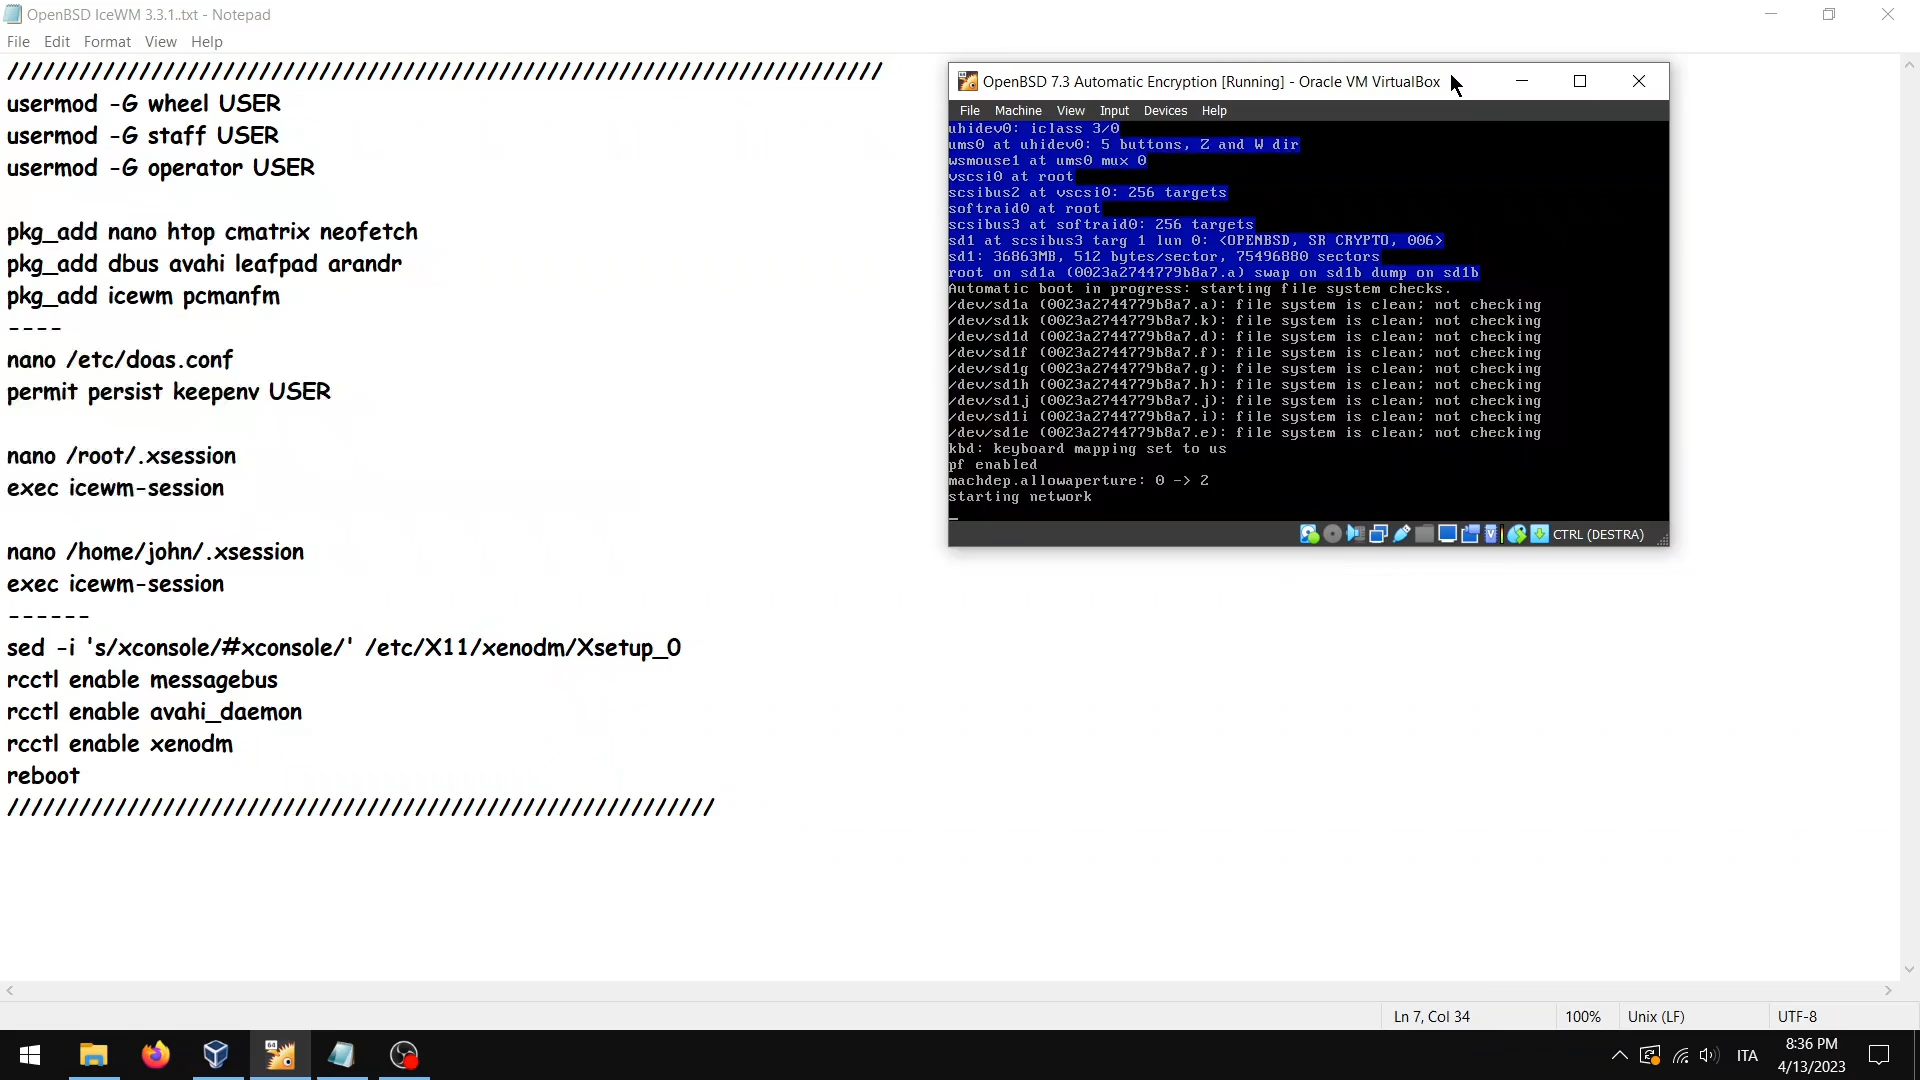 OpenBSD IceWM 3.3.1..txt - Notepad
File Edit Format View Help
/////////////////////////////////////////////////////////////////////////
usermod -G wheel USER
usermod -G staff USER
usermod -G operator USER
pkg_add nano htop cmatrix neofetch
pkg_add dbus avahi leafpad arandr
pkg_add icewm pcmanfm
----
nano /etc/doas.conf
permit persist keepenv USER
nano /root/.xsession
exec icewm-session
nano /home/john/.xsession
exec icewm-session
------
sed -i 's/xconsole/#xconsole/' /etc/X11/xenodm/Xsetup_0
rcctl enable messagebus
rcctl enable avahi_daemon
rcctl enable xenodm
reboot
///////////////////////////////////////////////////////////
OpenBSD 7.3 Automatic Encryption [Running] - Oracle VM VirtualBox
File Machine View Input Devices Help
uhidev0: iclass 3/0
ums0 at uhidev0: 5 buttons, Z and W dir
wsmouse1 at ums0 mux 0
vscsi0 at root
scsibus2 at vscsi0: 256 targets
softraid0 at root
scsibus3 at softraid0: 256 targets
sd1 at scsibus3 targ 1 lun 0: <OPENBSD, SR CRYPTO, 006>
sd1: 36863MB, 512 bytes/sector, 75496880 sectors
root on sd1a (0023a2744779b8a7.a) swap on sd1b dump on sd1b
Automatic boot in progress: starting file system checks.
/dev/sd1a (0023a2744779b8a7.a): file system is clean; not checking
/dev/sd1k (0023a2744779b8a7.k): file system is clean; not checking
/dev/sd1d (0023a2744779b8a7.d): file system is clean; not checking
/dev/sd1f (0023a2744779b8a7.f): file system is clean; not checking
/dev/sd1g (0023a2744779b8a7.g): file system is clean; not checking
/dev/sd1h (0023a2744779b8a7.h): file system is clean; not checking
/dev/sd1j (0023a2744779b8a7.j): file system is clean; not checking
/dev/sd1i (0023a2744779b8a7.i): file system is clean; not checking
/dev/sd1e (0023a2744779b8a7.e): file system is clean; not checking
kbd: keyboard mapping set to us
pf enabled
machdep.allowaperture: 0 -> 2
starting network
CTRL (DESTRA)
Ln 7, Col 34 100% Unix (LF) UTF-8
64
ITA
8:36 PM
4/13/2023